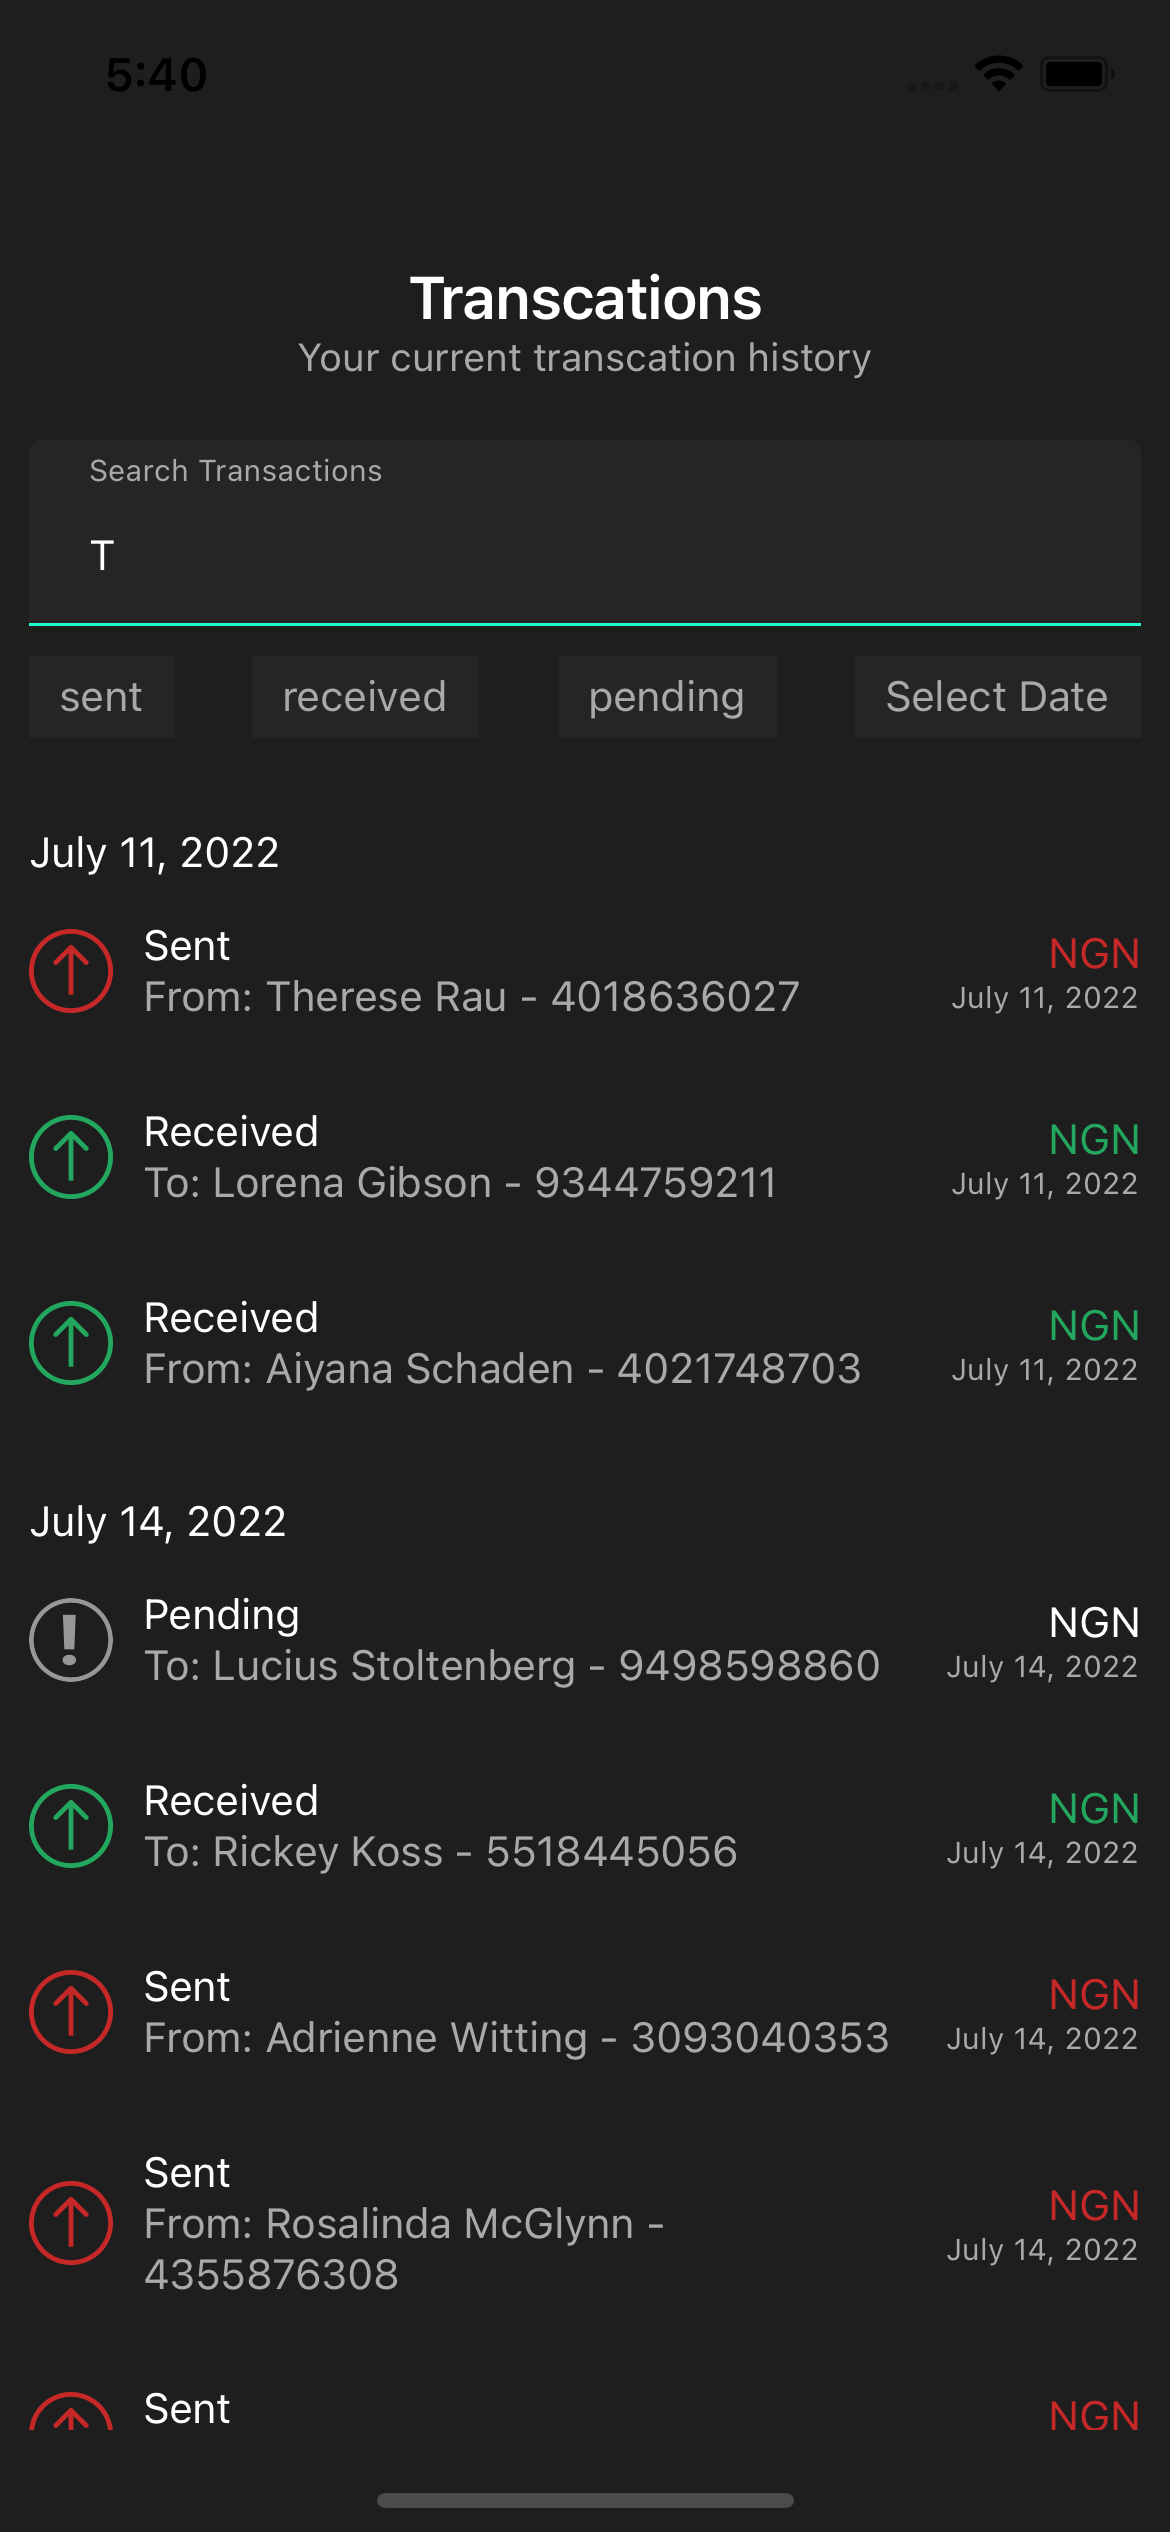 5:40
Transcations
Your current transcation history
Search Transactions
T
sent received pending Select Date
July 11, 2022
Sent NGN
From: Therese Rau - 4018636027 July 11, 2022
Received NGN
To: Lorena Gibson - 9344759211 July 11, 2022
Received NGN
From: Aiyana Schaden - 4021748703 July 11, 2022
July 14, 2022
Pending NGN
To: Lucius Stoltenberg - 9498598860 July 14, 2022
Received NGN
To: Rickey Koss - 5518445056 July 14, 2022
Sent NGN
From: Adrienne Witting - 3093040353 July 14, 2022
Sent NGN
From: Rosalinda McGlynn - July 14, 2022
4355876308
Sent NGN